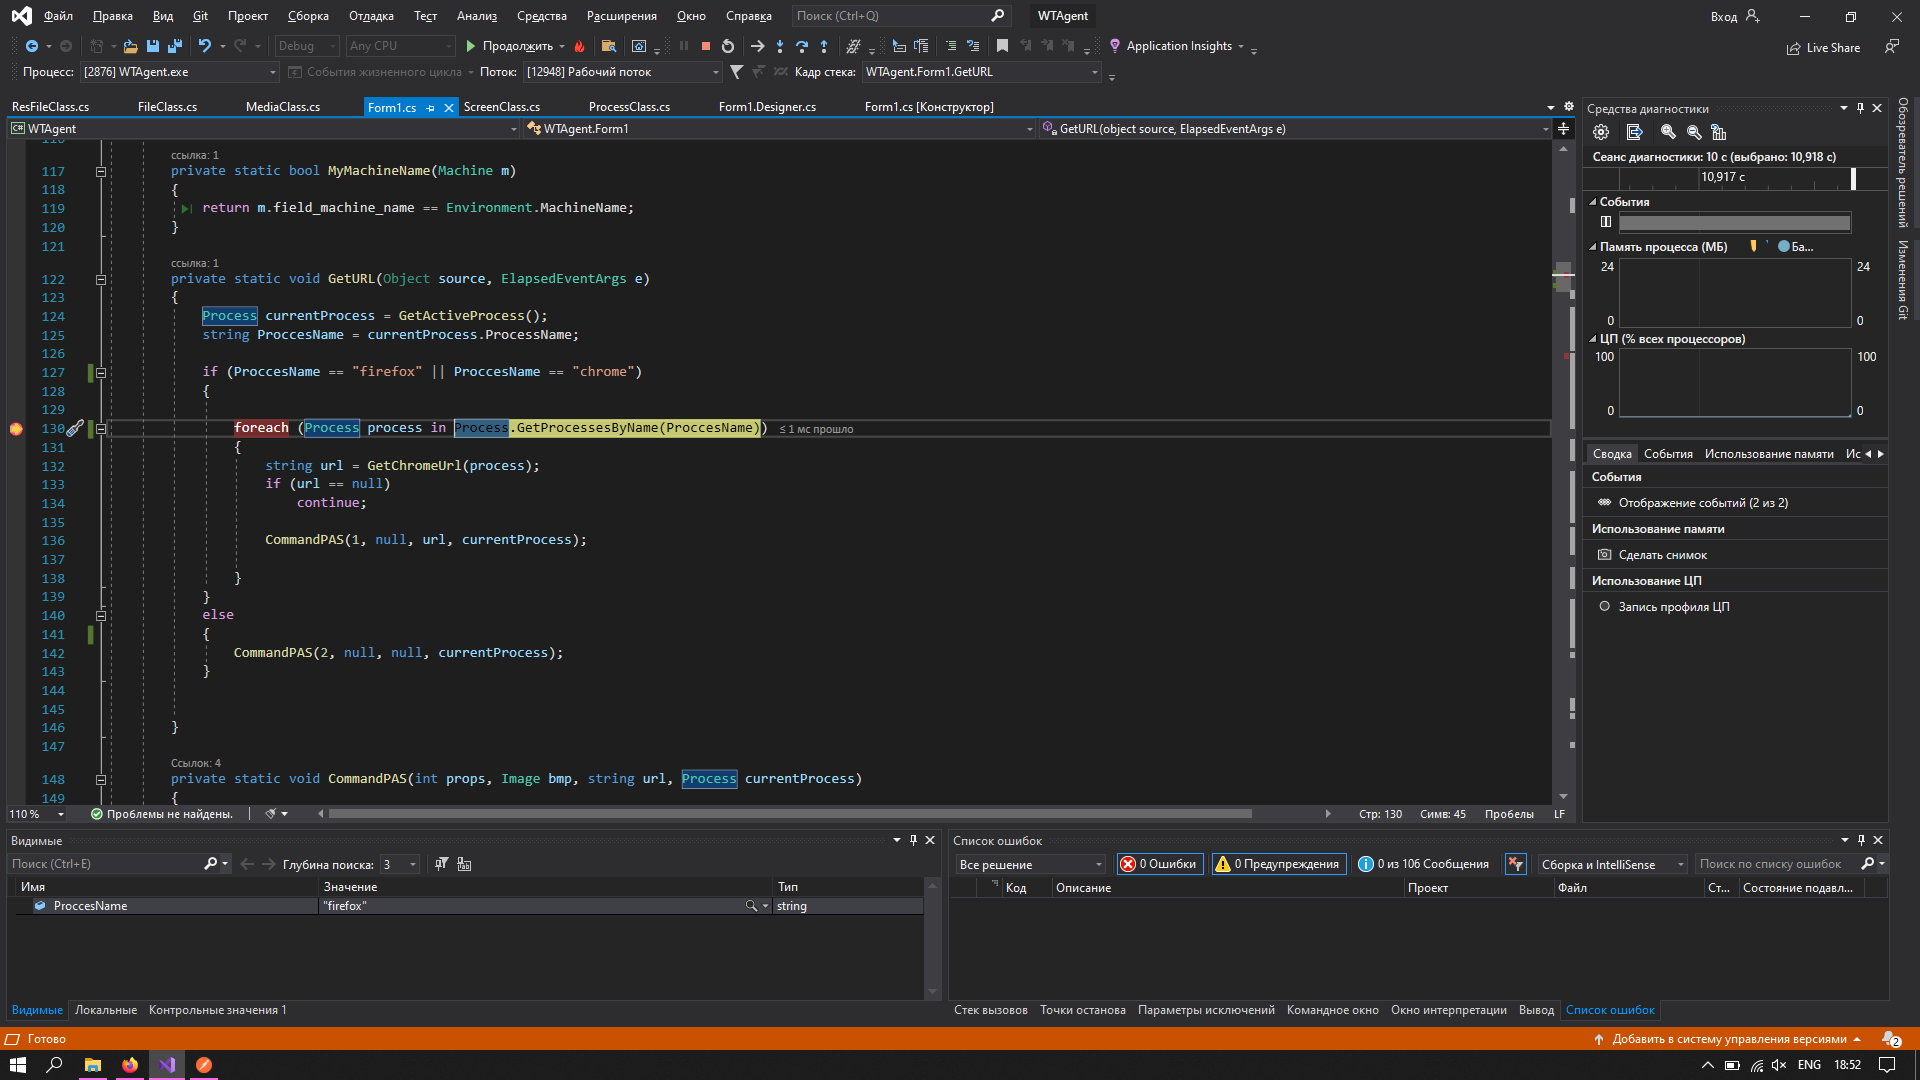 Файл Правка Вид Git Проект Сборка Отладка Тест Анализ Средства Расширения Окно Справка Поиск (Ctrl+Q) WTAgent Вход
Debug Any CPU Продолжить Application Insights Live Share
Процесс: [2876] WTAgent.exe События жизненного цикла Поток: [12948] Рабочий поток Кадр стека: WTAgent.Form1.GetURL
ResFileClass.cs FileClass.cs MediaClass.cs Form1.cs ScreenClass.cs ProcessClass.cs Form1.Designer.cs Form1.cs [Конструктор]
WTAgent WTAgent.Form1 GetURL(object source, ElapsedEventArgs e)
116
ссылка: 1
117 private static bool MyMachineName(Machine m)
118 {
119 return m.field_machine_name == Environment.MachineName;
120 }
121
ссылка: 1
122 private static void GetURL(Object source, ElapsedEventArgs e)
123 {
124 Process currentProcess = GetActiveProcess();
125 string ProccesName = currentProcess.ProcessName;
126
127 if (ProccesName == "firefox" || ProccesName == "chrome")
128 {
129
130 foreach (Process process in Process.GetProcessesByName(ProccesName)) ≤ 1 мс прошло
131 {
132 string url = GetChromeUrl(process);
133 if (url == null)
134 continue;
135
136 CommandPAS(1, null, url, currentProcess);
137
138 }
139 }
140 else
141 {
142 CommandPAS(2, null, null, currentProcess);
143 }
144
145
146 }
147
Ссылок: 4
148 private static void CommandPAS(int props, Image bmp, string url, Process currentProcess)
149 {
110 % Проблемы не найдены. Стр: 130 Симв: 45 Пробелы LF
Средства диагностики
Сеанс диагностики: 10 с (выбрано: 10,918 с)
10,917 с
События
Память процесса (МБ) Ба...
24 24
0 0
ЦП (% всех процессоров)
100 100
0 0
Сводка События Использование памяти Ис
События
Отображение событий (2 из 2)
Использование памяти
Сделать снимок
Использование ЦП
Запись профиля ЦП
Обозреватель решений
Изменения Git
Видимые
Поиск (Ctrl+E) Глубина поиска: 3
Имя Значение Тип
ProccesName "firefox" string
Видимые Локальные Контрольные значения 1
Список ошибок
Все решение 0 Ошибки 0 Предупреждения 0 из 106 Сообщения Сборка и IntelliSense Поиск по списку ошибок
Код Описание Проект Файл Ст... Состояние подавл...
Стек вызовов Точки останова Параметры исключений Командное окно Окно интерпретации Вывод Список ошибок
Готово Добавить в систему управления версиями 2
ENG 18:52